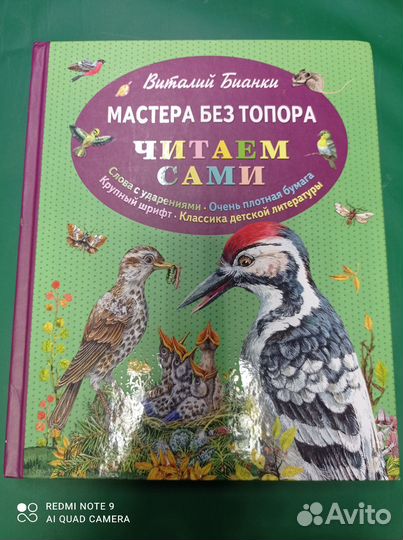 Виталий Бианки
МАСТЕРА БЕЗ ТОПОРА
ЧИТАЕМ
САМИ
Слова с ударениями · Очень плотная бумага
Крупный шрифт · Классика детской литературы
REDMI NOTE 9
AI QUAD CAMERA
Avito